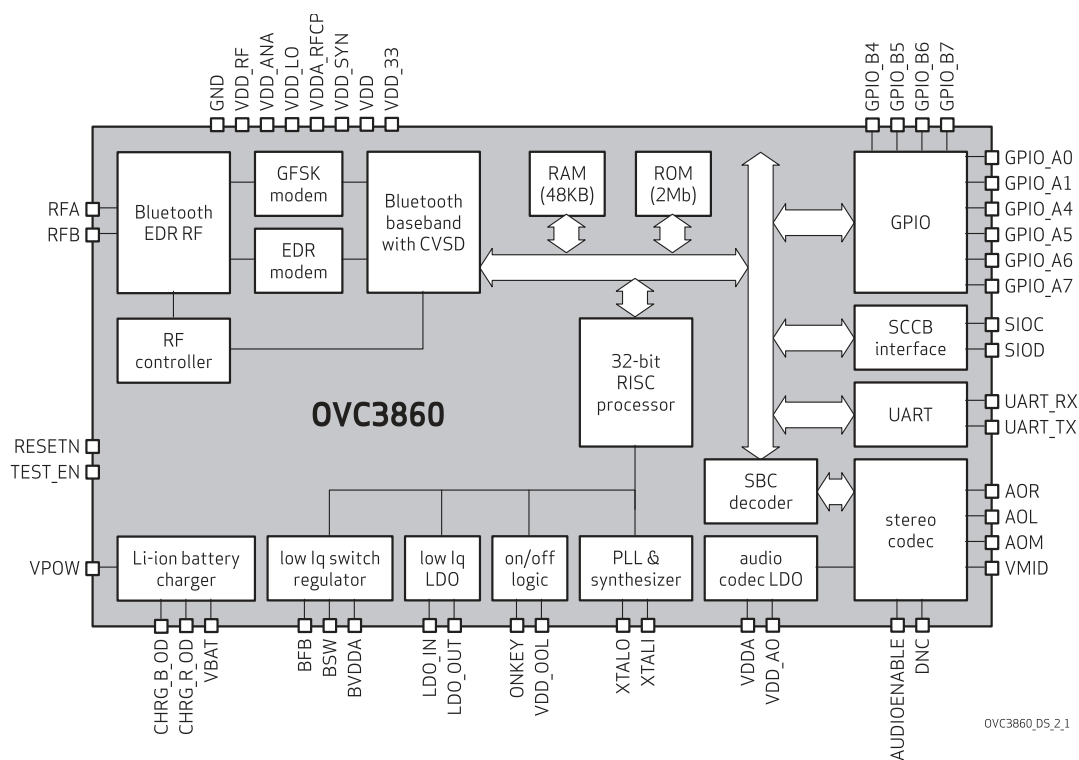 GND
VDD_RF
VDD_ANA
VDD_LO
VDDA_RFCP
VDD_SYN
VDD
VDD_33
GPIO_B4
GPIO_B5
GPIO_B6
GPIO_B7
RFA
RFB
Bluetooth
EDR RF
GFSK
modem
EDR
modem
Bluetooth
baseband
with CVSD
RAM
(48KB)
ROM
(2Mb)
GPIO
GPIO_A0
GPIO_A1
GPIO_A4
GPIO_A5
GPIO_A6
GPIO_A7
RF
controller
32-bit
RISC
processor
SCCB
interface
SIOC
SIOD
OVC3860
UART
UART_RX
UART_TX
RESETN
TEST_EN
SBC
decoder
stereo
codec
AOR
AOL
AOM
VMID
VPOW
Li-ion battery
charger
low Iq switch
regulator
low Iq
LDO
on/off
logic
PLL &
synthesizer
audio
codec LDO
CHRG_B_OD
CHRG_R_OD
VBAT
BFB
BSW
BVDDA
LDO_IN
LDO_OUT
ONKEY
VDD_OOL
XTALO
XTALI
VDDA
VDD_AO
AUDIOENABLE
DNC
OVC3860_DS_2_1